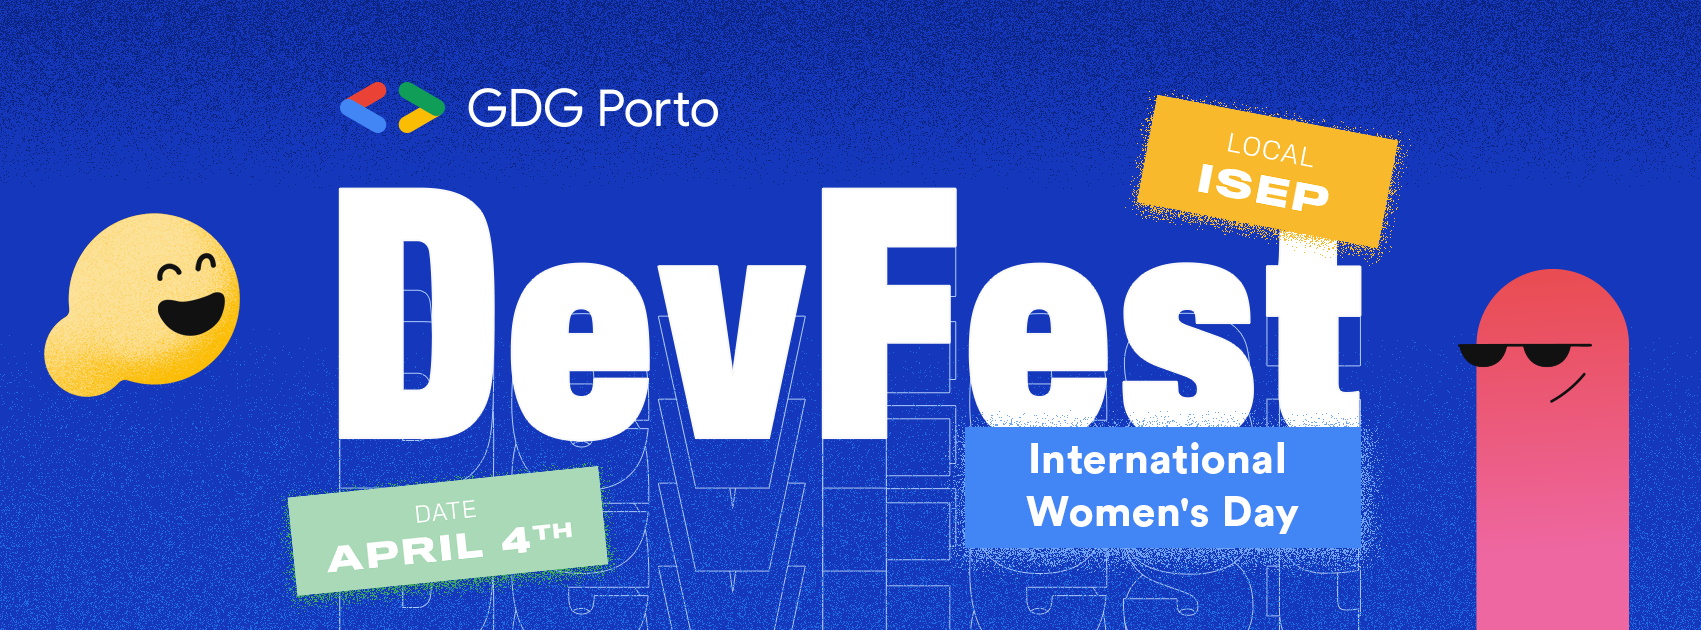 GDG Porto
LOCAL
ISEP
DevFest
International
Women's Day
DATE
APRIL 4TH